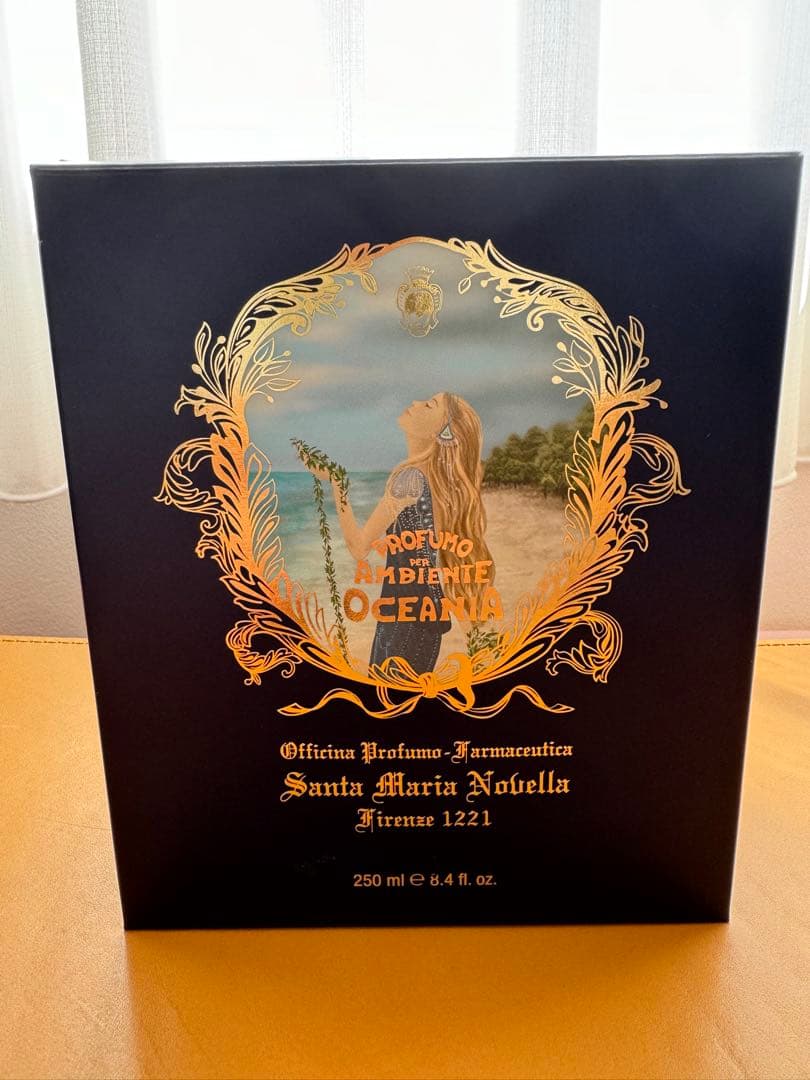 PROFUMO
PER
AMBIENTE
OCEANIA
Officina Profumo-Farmaceutica
Santa Maria Novella
Firenze 1221
250 ml ℮ 8.4 fl. oz.